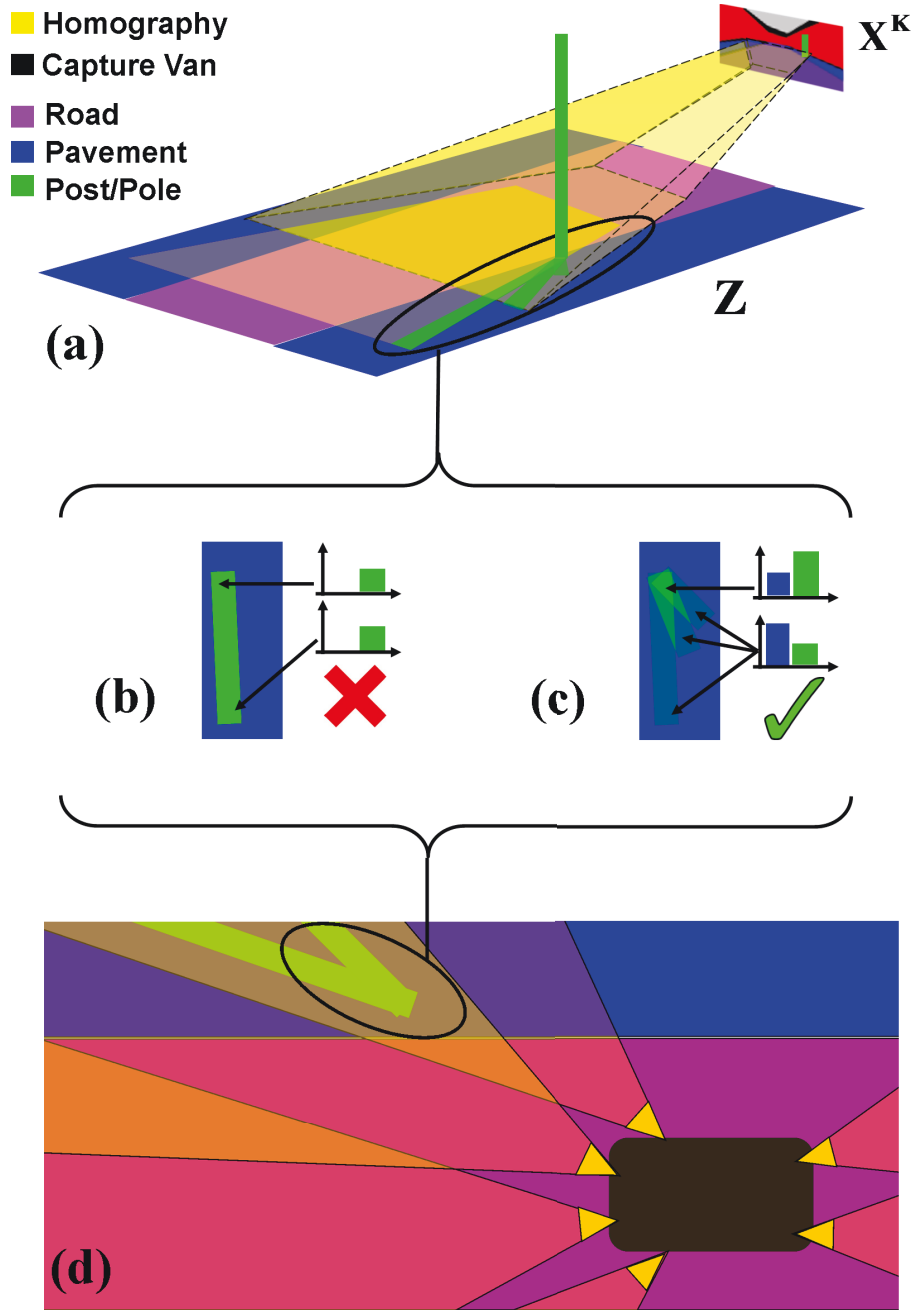 Homography
Capture Van
Road
Pavement
Post/Pole
X^K
Z
(a)
(b)
(c)
(d)